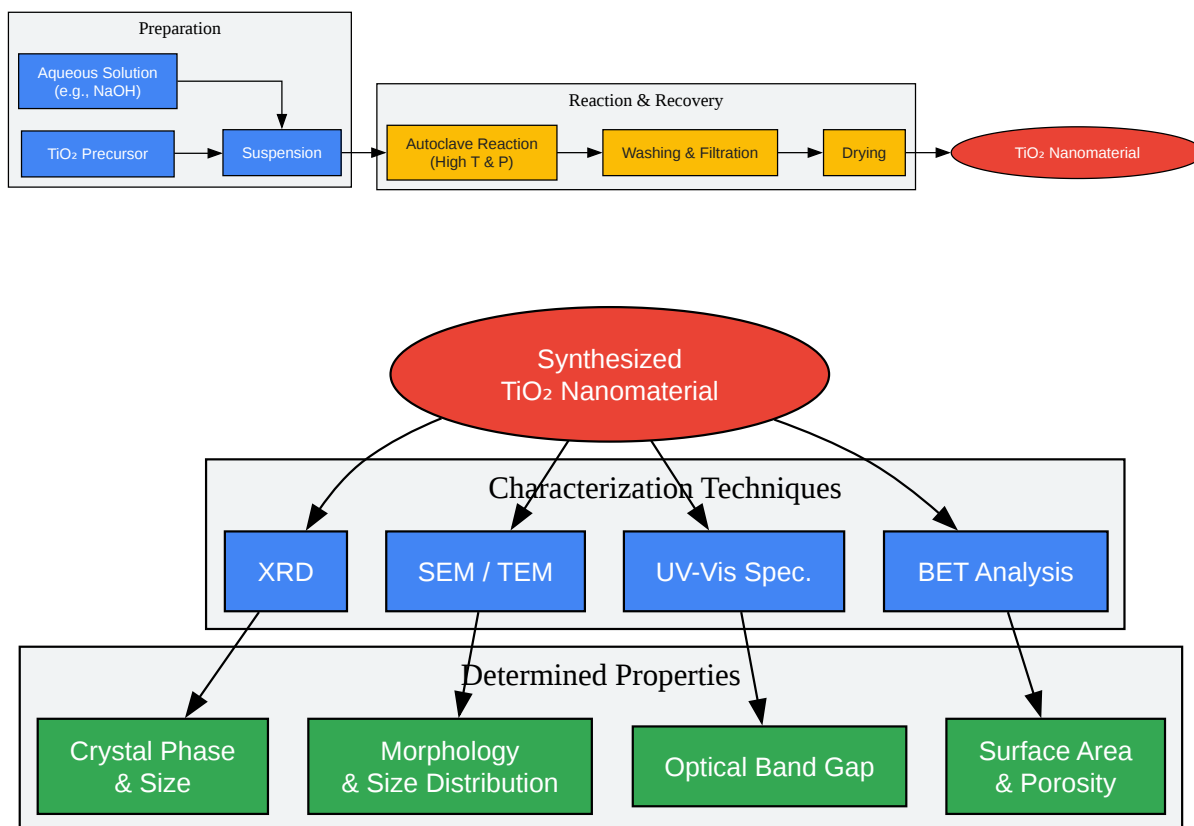 Preparation
Aqueous Solution
(e.g., NaOH)
TiO₂ Precursor
Suspension
Reaction & Recovery
Autoclave Reaction
(High T & P)
Washing & Filtration
Drying
TiO₂ Nanomaterial
Synthesized
TiO₂ Nanomaterial
Characterization Techniques
XRD
SEM / TEM
UV-Vis Spec.
BET Analysis
Determined Properties
Crystal Phase
& Size
Morphology
& Size Distribution
Optical Band Gap
Surface Area
& Porosity